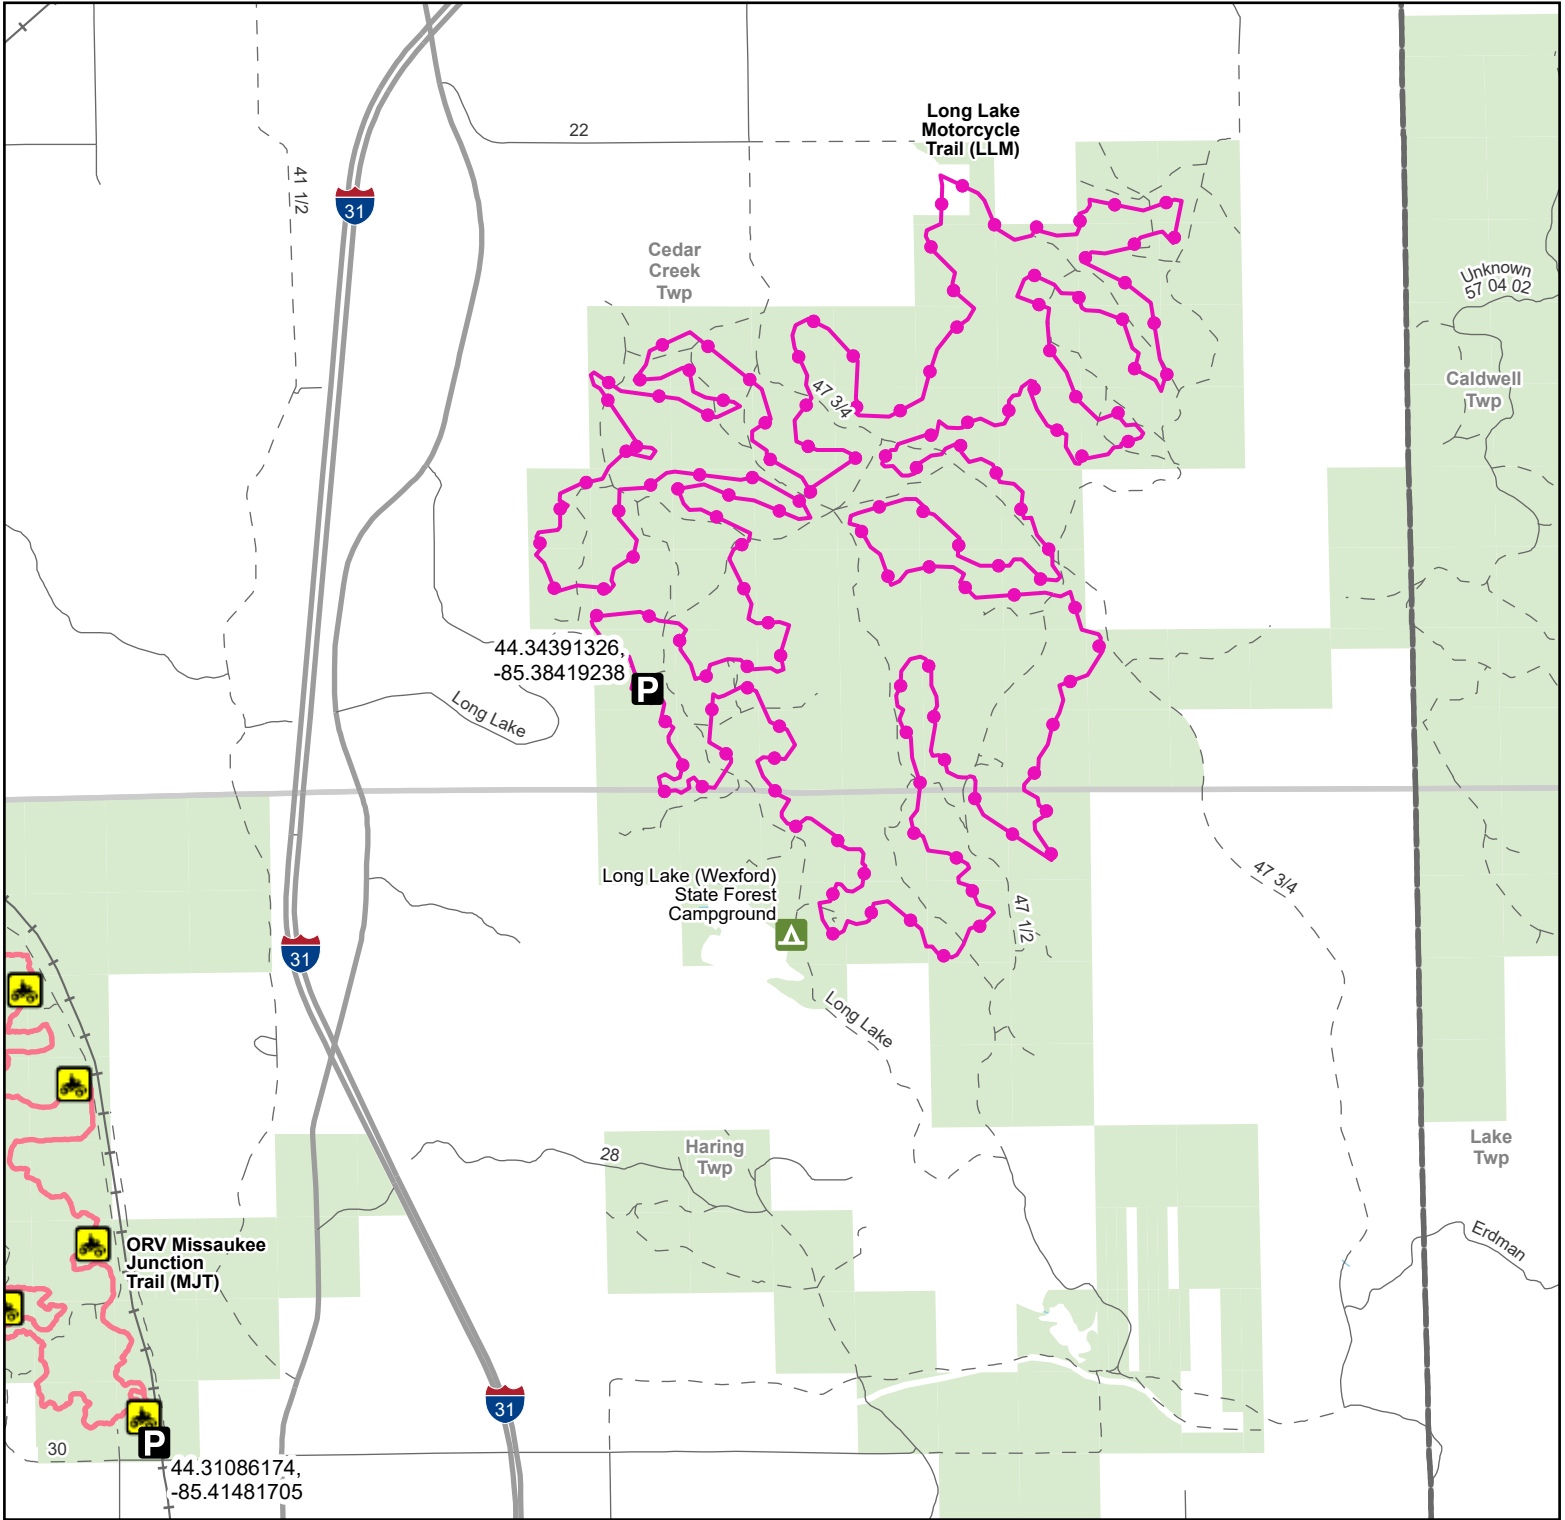 Long Lake
Motorcycle
Trail (LLM)
22
41 1/2
31
Cedar
Creek
Twp
Unknown
57 04 02
47 3/4
Caldwell
Twp
44.34391326,
-85.38419238
P
Long Lake
47 3/4
Long Lake (Wexford)
State Forest
Campground
47 1/2
31
Long Lake
28
Haring
Twp
Lake
Twp
Erdman
ORV Missaukee
Junction
Trail (MJT)
31
30
P
44.31086174,
-85.41481705